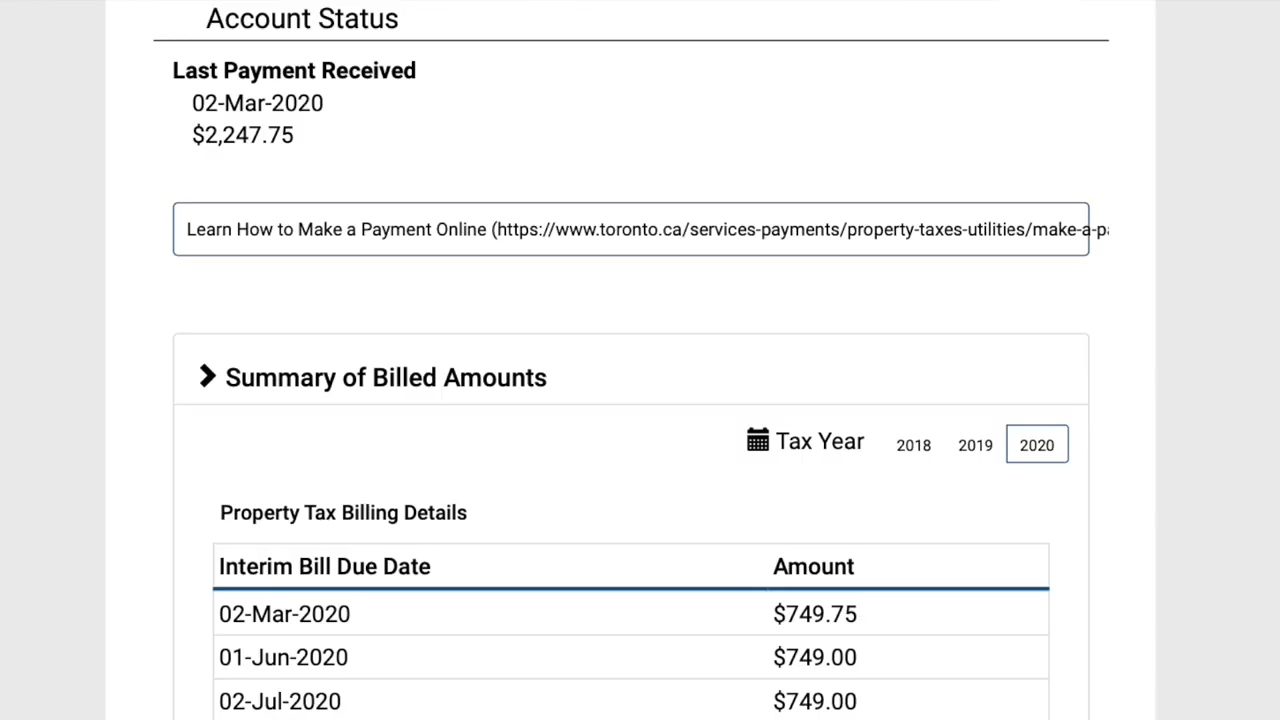 Account Status
Last Payment Received
02-Mar-2020
$2,247.75
Learn How to Make a Payment Online (https://www.toronto.ca/services-payments/property-taxes-utilities/make-a-pa
Summary of Billed Amounts
Tax Year 2018 2019 2020
Property Tax Billing Details
Interim Bill Due Date Amount
02-Mar-2020 $749.75
01-Jun-2020 $749.00
02-Jul-2020 $749.00